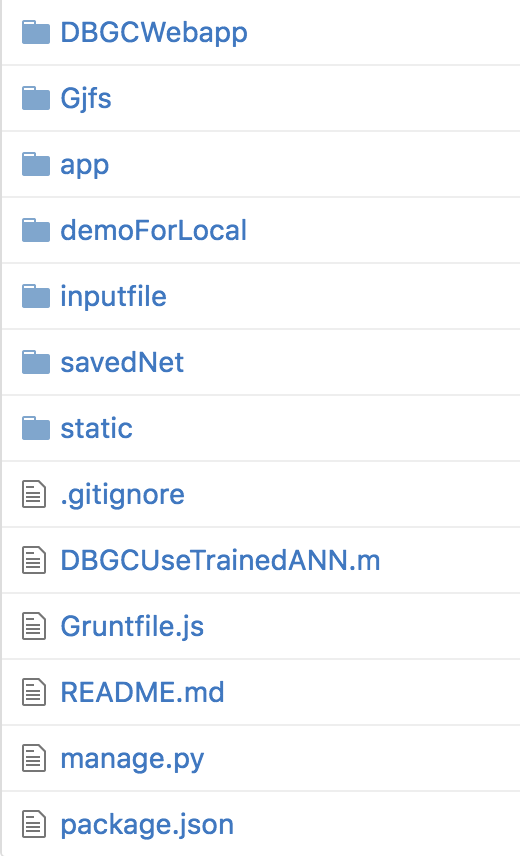 DBGCWebapp
Gjfs
app
demoForLocal
inputfile
savedNet
static
.gitignore
DBGCUseTrainedANN.m
Gruntfile.js
README.md
manage.py
package.json